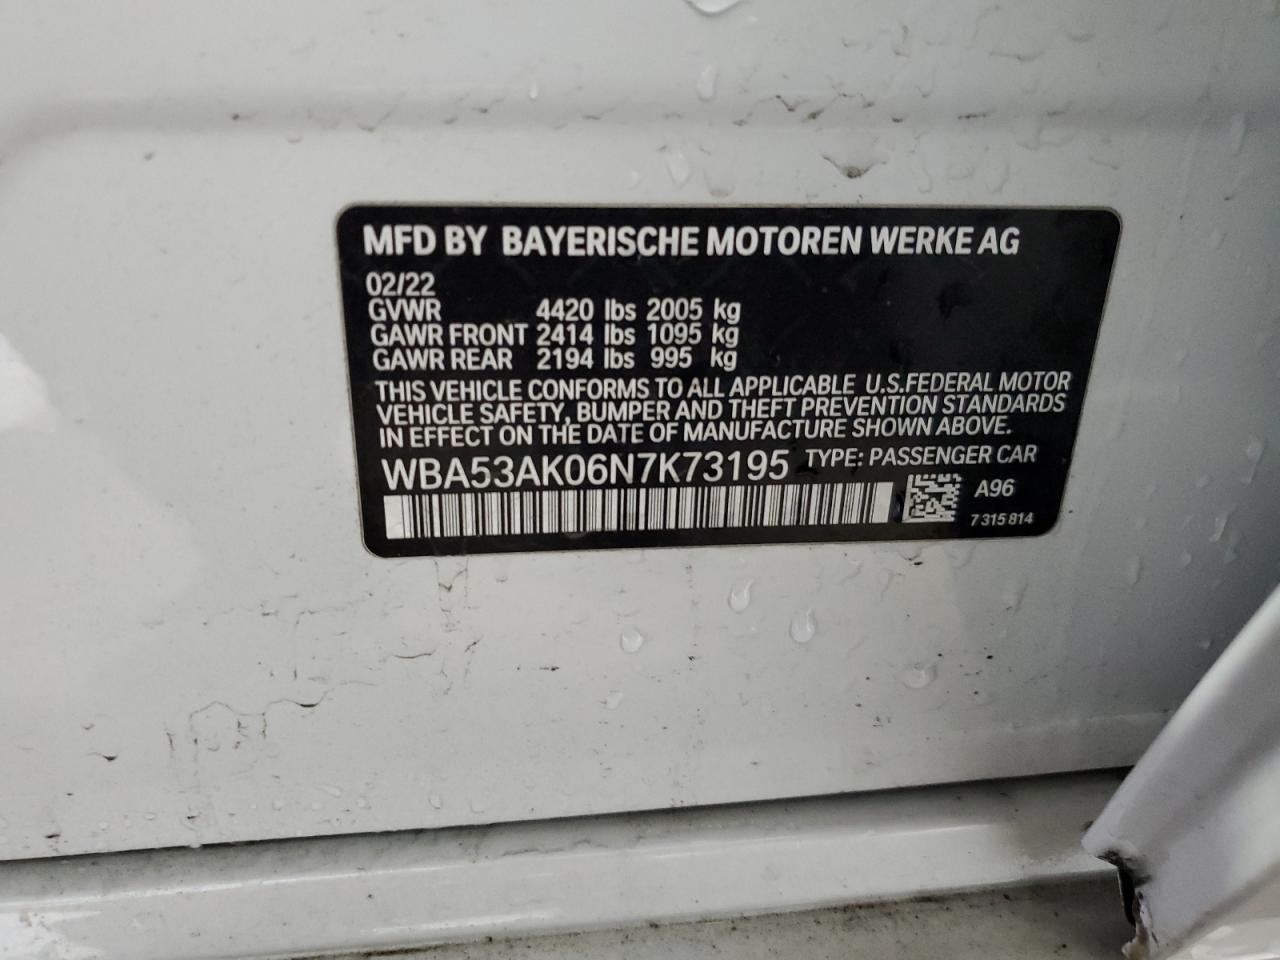 MFD BY BAYERISCHE MOTOREN WERKE AG
02/22
GVWR 4420 lbs 2005 kg
GAWR FRONT 2414 lbs 1095 kg
GAWR REAR 2194 lbs 995 kg
THIS VEHICLE CONFORMS TO ALL APPLICABLE U.S.FEDERAL MOTOR
VEHICLE SAFETY, BUMPER AND THEFT PREVENTION STANDARDS
IN EFFECT ON THE DATE OF MANUFACTURE SHOWN ABOVE.
WBA53AK06N7K73195 TYPE: PASSENGER CAR
A96
7 315 814